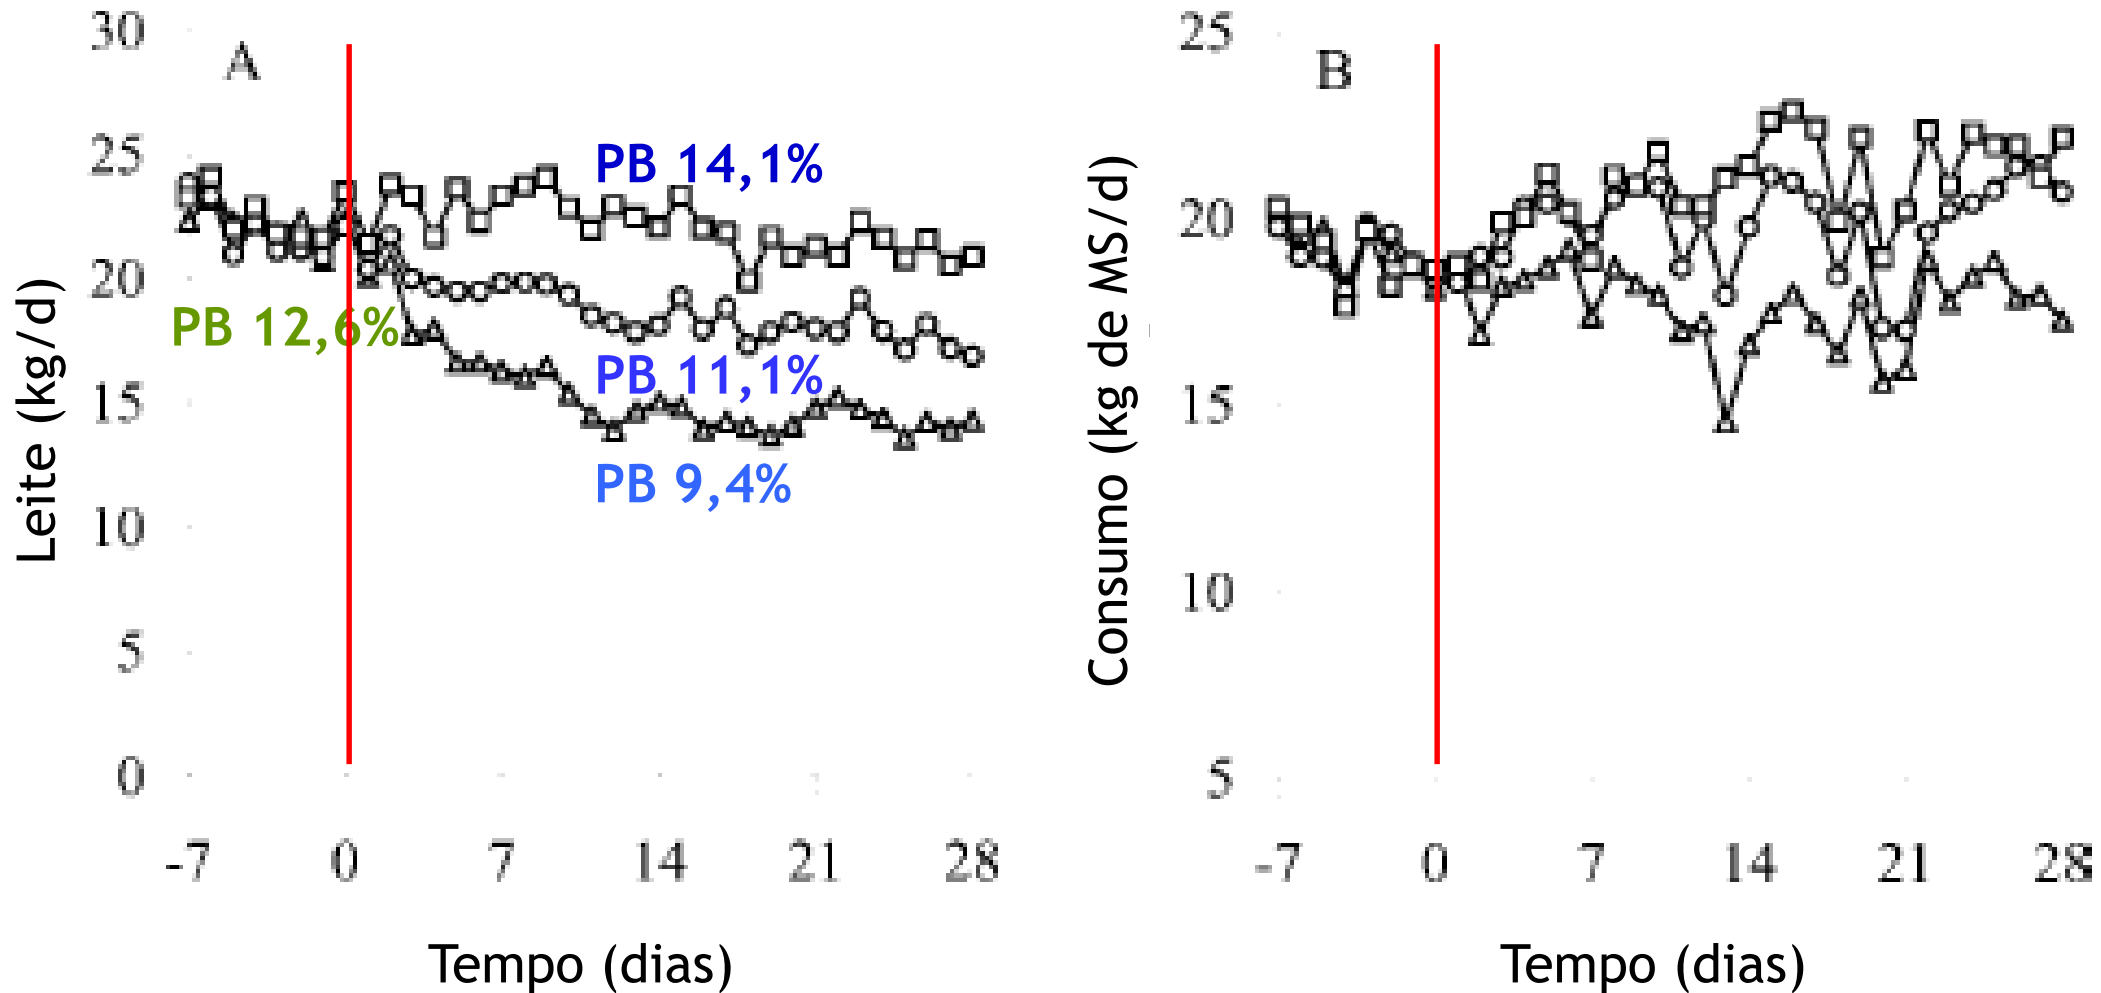 A
30
25
20
15
10
5
0
Leite (kg/d)
PB 14,1%
PB 12,6%
PB 11,1%
PB 9,4%
-7 0 7 14 21 28
Tempo (dias)
B
25
20
15
10
5
Consumo (kg de MS/d)
-7 0 7 14 21 28
Tempo (dias)